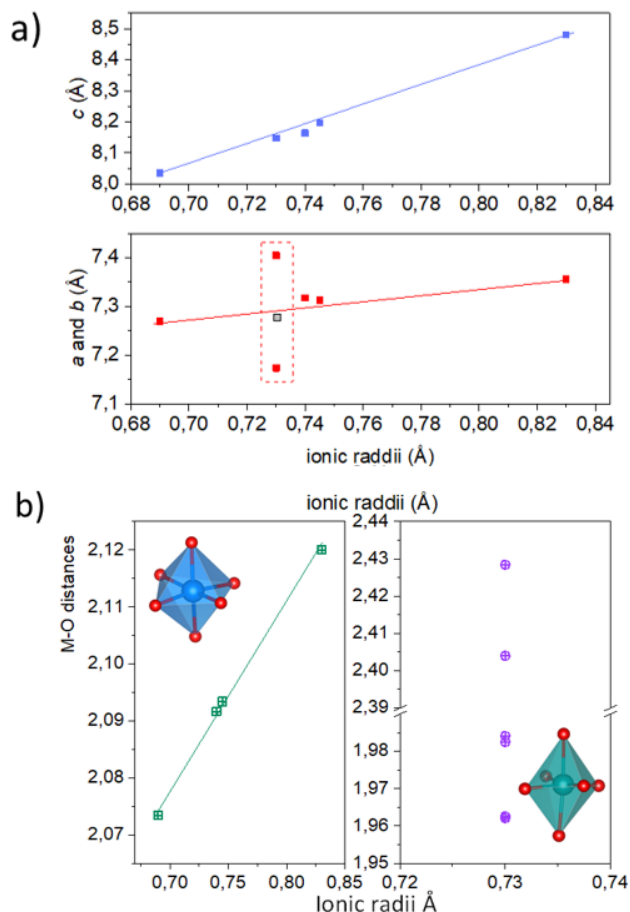 a)
c (Å)
8,5
8,4
8,3
8,2
8,1
8,0
0,68 0,70 0,72 0,74 0,76 0,78 0,80 0,82 0,84
a and b (Å)
7,4
7,3
7,2
7,1
0,68 0,70 0,72 0,74 0,76 0,78 0,80 0,82 0,84
ionic raddii (Å)
b)
ionic raddii (Å)
M-O distances
2,12
2,11
2,10
2,09
2,08
2,07
0,70 0,75 0,80 0,85
2,44
2,43
2,42
2,41
2,40
2,39
1,98
1,97
1,96
1,95
0,72 0,73 0,74
Ionic radii Å